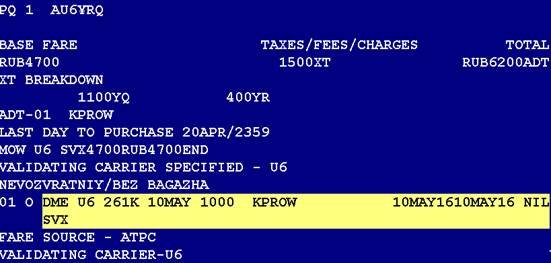 PQ 1 AU6YRQ
BASE FARE TAXES/FEES/CHARGES TOTAL
RUB4700 1500XT RUB6200ADT
XT BREAKDOWN
1100YQ 400YR
ADT-01 KPROW
LAST DAY TO PURCHASE 20APR/2359
MOW U6 SVX4700RUB4700END
VALIDATING CARRIER SPECIFIED - U6
NEVOZVRATNIY/BEZ BAGAZHA
01 O DME U6 261K 10MAY 1000 KPROW 10MAY1610MAY16 NIL
SVX
FARE SOURCE - ATPC
VALIDATING CARRIER-U6